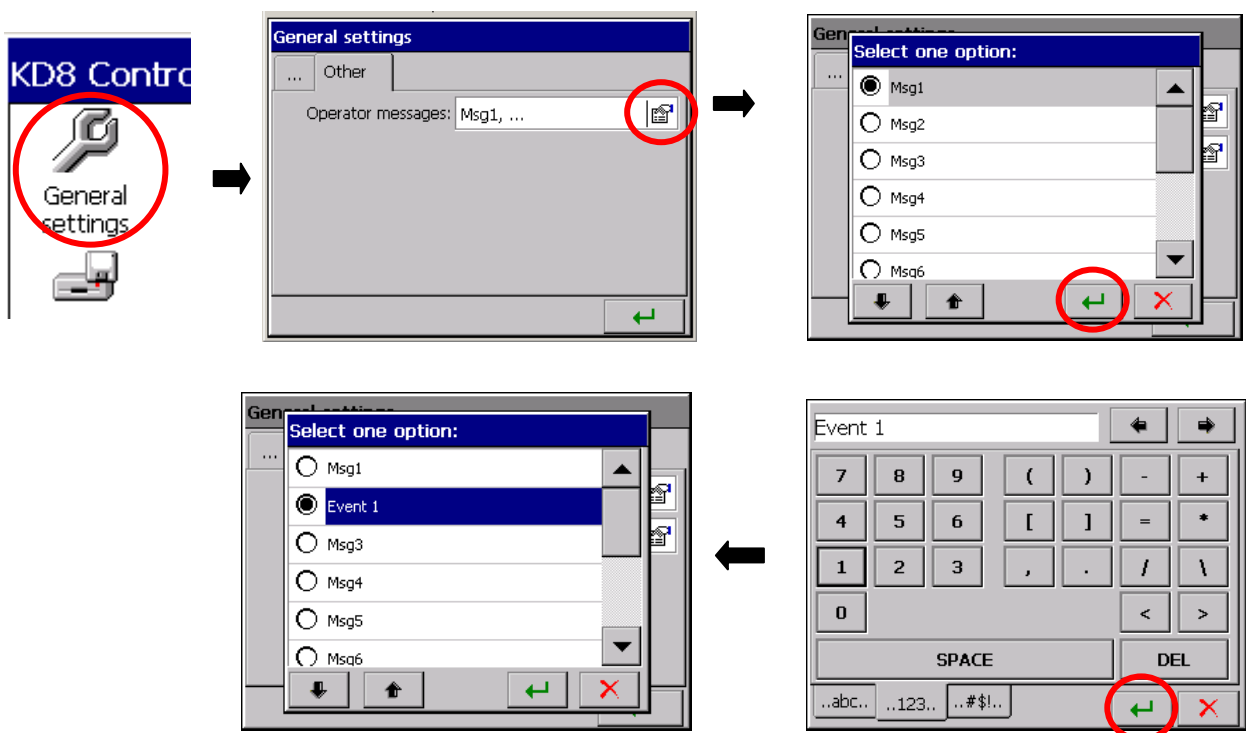 KD8 Contro
General
settings
General settings
... Other
Operator messages: Msg1, ...
Gen
Select one option:
...
Msg1
Msg2
Msg3
Msg4
Msg5
Msg6
Gen
Select one option:
...
Msg1
Event 1
Msg3
Msg4
Msg5
Msg6
Event 1
7 8 9 ( ) - +
4 5 6 [ ] = *
1 2 3 , . / \
0 < >
SPACE DEL
..abc.. ..123.. ..#$!..